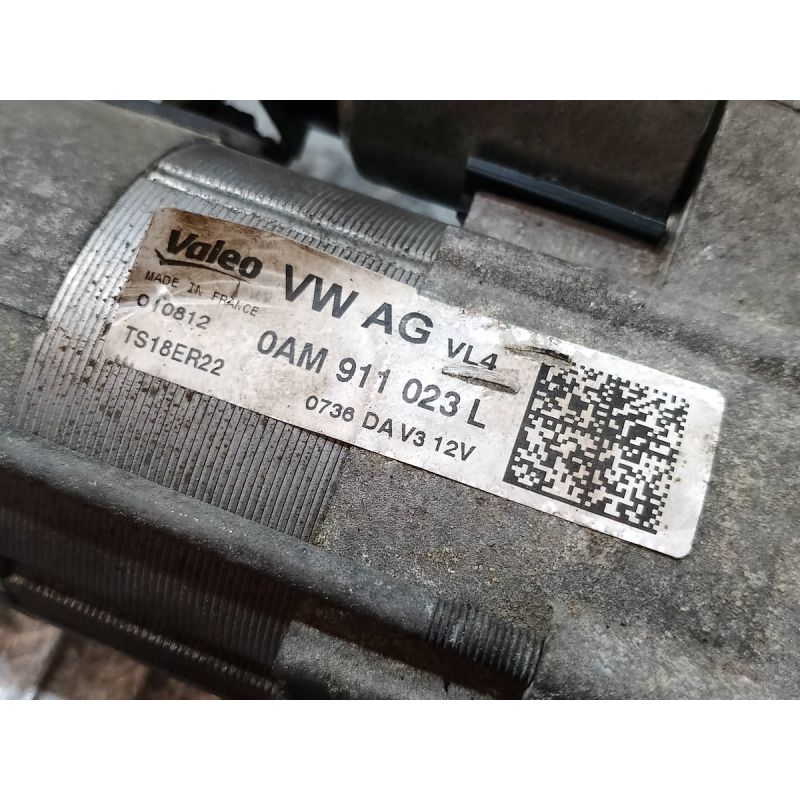 Valeo
MADE IN FRANCE
010812
TS18ER22
VW AG VL4
0AM 911 023 L
0736 DA V3 12V